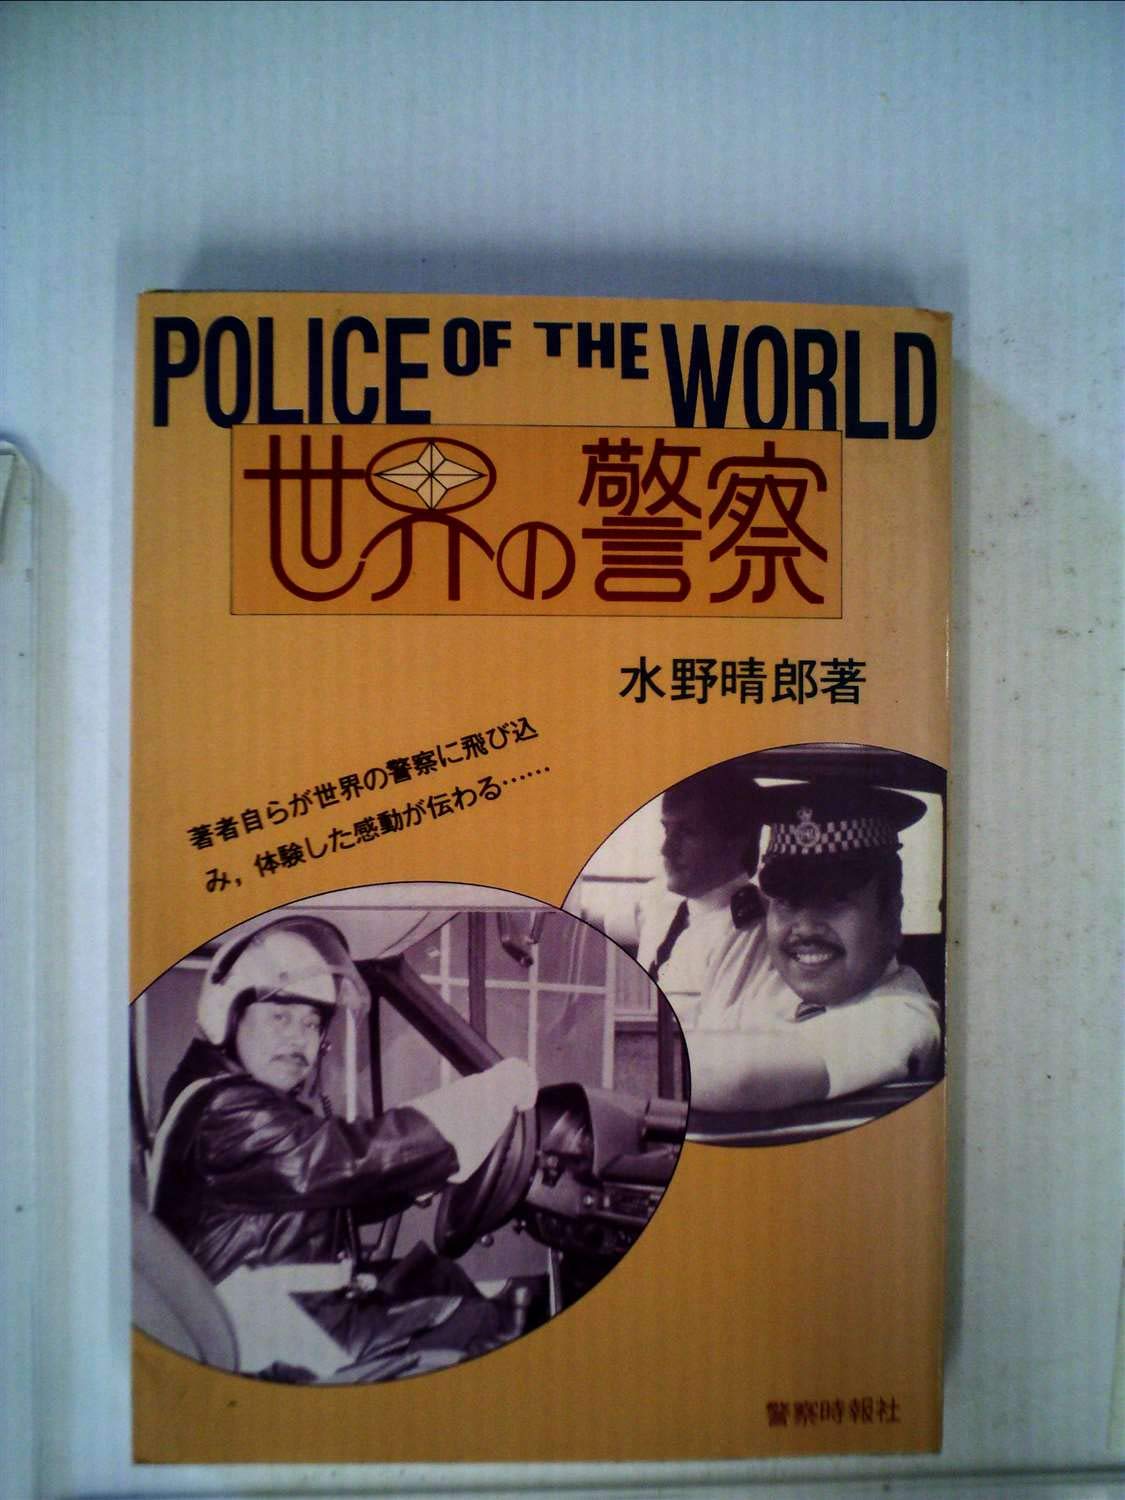 POLICE OF THE WORLD
世界の警察
水野晴郎著
著者自らが世界の警察に飛び込
み，体験した感動が伝わる……
警察時報社